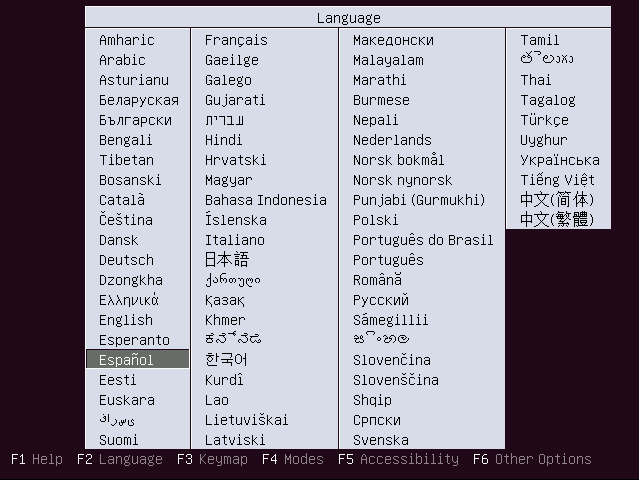 Language
Amharic
Arabic
Asturianu
Беларуская
Български
Bengali
Tibetan
Bosanski
Català
Čeština
Dansk
Deutsch
Dzongkha
Ελληνικά
English
Esperanto
Español
Eesti
Euskara
فارسی
Suomi
Français
Gaeilge
Galego
Gujarati
עברית
Hindi
Hrvatski
Magyar
Bahasa Indonesia
Íslenska
Italiano
日本語
ქართული
Қазақ
Khmer
ಕನ್ನಡ
한국어
Kurdî
Lao
Lietuviškai
Latviski
Македонски
Malayalam
Marathi
Burmese
Nepali
Nederlands
Norsk bokmål
Norsk nynorsk
Punjabi (Gurmukhi)
Polski
Português do Brasil
Português
Română
Русский
Sámegillii
සිංහල
Slovenčina
Slovenščina
Shqip
Српски
Svenska
Tamil
తెలుగు
Thai
Tagalog
Türkçe
Uyghur
Українська
Tiếng Việt
中文(简体)
中文(繁體)
F1 Help F2 Language F3 Keymap F4 Modes F5 Accessibility F6 Other Options